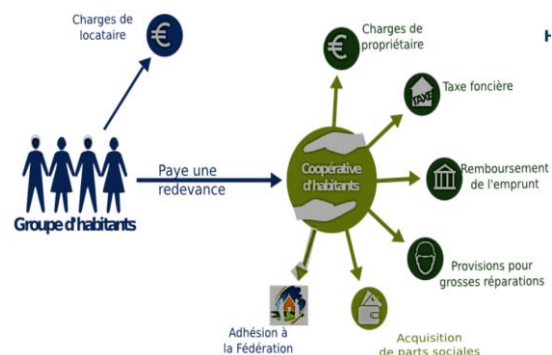 Charges de
locataire
€
Groupe d'habitants
Paye une
redevance
Coopérative
d'habitants
€
Charges de
propriétaire
TAXE
Taxe foncière
Remboursement
de l'emprunt
Provisions pour
grosses réparations
Acquisition
de parts sociales
Adhésion à
la Fédération
H